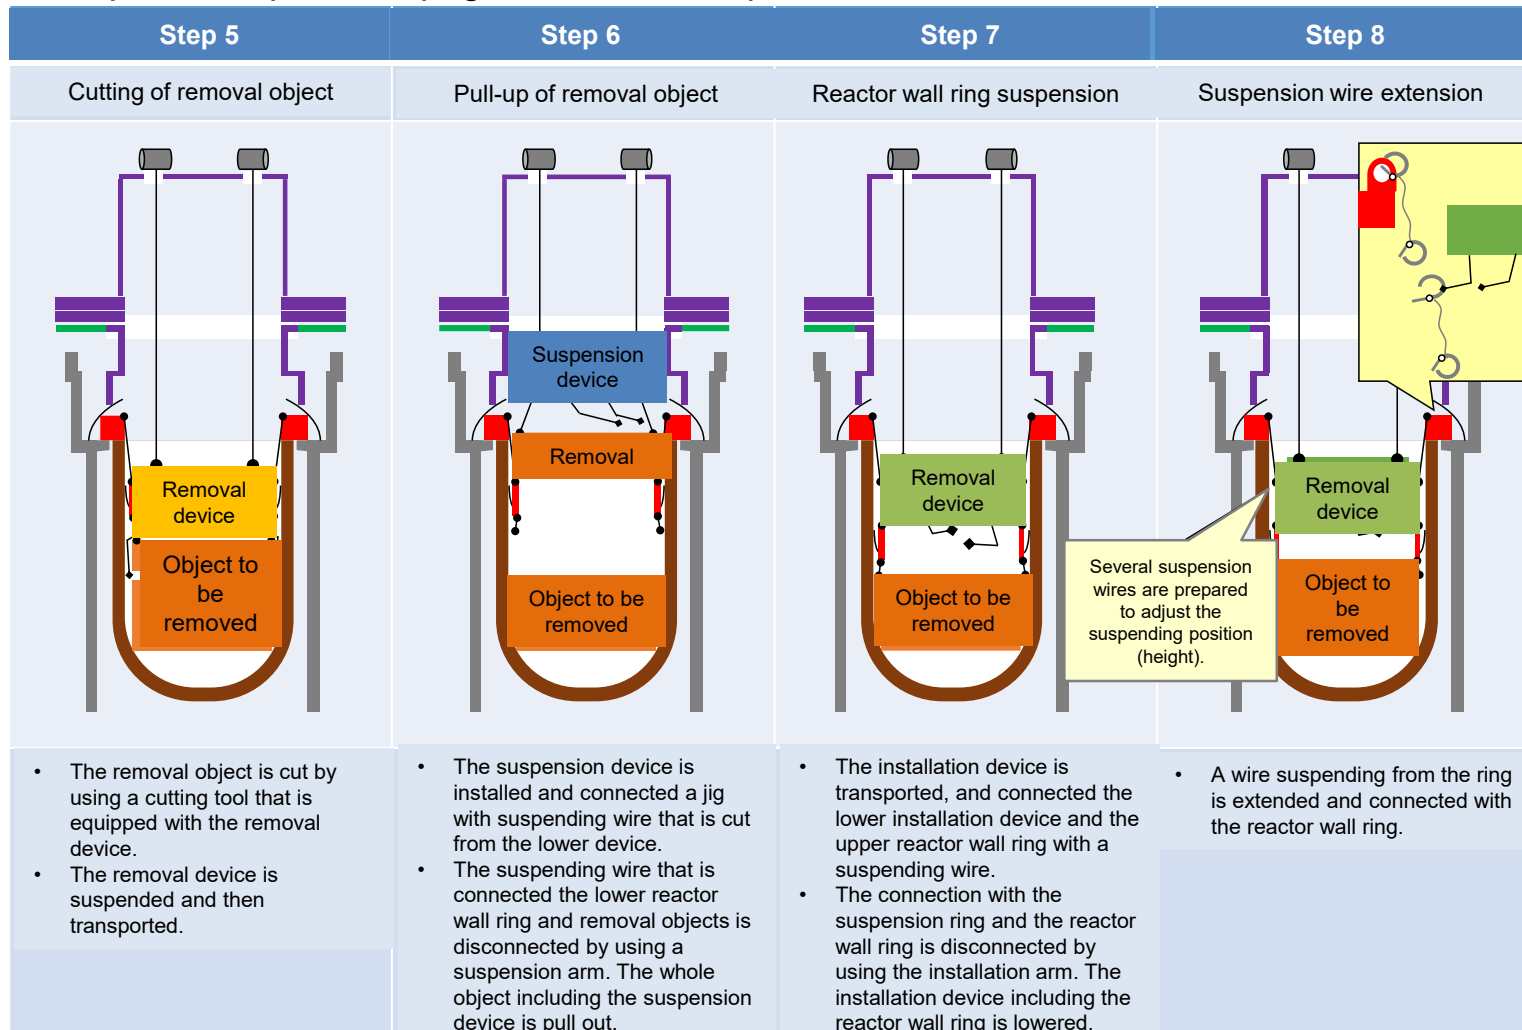 Step 5
Step 6
Step 7
Step 8
Cutting of removal object
Pull-up of removal object
Reactor wall ring suspension
Suspension wire extension
Removal
device
Object to
be
removed
Suspension
device
Removal
Object to be
removed
Removal
device
Object to be
removed
Removal
device
Object to
be
removed
Several suspension
wires are prepared
to adjust the
suspending position
(height).
• The removal object is cut by
using a cutting tool that is
equipped with the removal
device.
• The removal device is
suspended and then
transported.
• The suspension device is
installed and connected a jig
with suspending wire that is cut
from the lower device.
• The suspending wire that is
connected the lower reactor
wall ring and removal objects is
disconnected by using a
suspension arm. The whole
object including the suspension
device is pull out.
• The installation device is
transported, and connected the
lower installation device and the
upper reactor wall ring with a
suspending wire.
• The connection with the
suspension ring and the reactor
wall ring is disconnected by
using the installation arm. The
installation device including the
reactor wall ring is lowered.
• A wire suspending from the ring
is extended and connected with
the reactor wall ring.